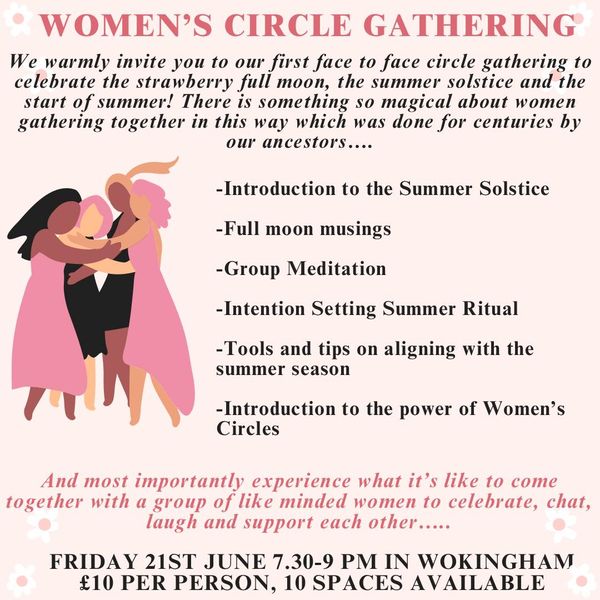 WOMEN'S CIRCLE GATHERING
We warmly invite you to our first face to face circle gathering to
celebrate the strawberry full moon, the summer solstice and the
start of summer! There is something so magical about women
gathering together in this way which was done for centuries by
our ancestors....
-Introduction to the Summer Solstice
-Full moon musings
-Group Meditation
-Intention Setting Summer Ritual
-Tools and tips on aligning with the
summer season
-Introduction to the power of Women's
Circles
And most importantly experience what it's like to come
together with a group of like minded women to celebrate, chat,
laugh and support each other.....
FRIDAY 21ST JUNE 7.30-9 PM IN WOKINGHAM
£10 PER PERSON, 10 SPACES AVAILABLE